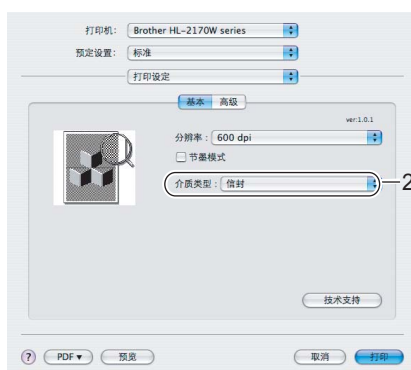 打印机: Brother HL-2170W series
预定设置: 标准
打印设定
基本 高级
ver:1.0.1
分辨率: 600 dpi
节墨模式
介质类型: 信封
2
技术支持
? PDF▼ 预览 取消 打印